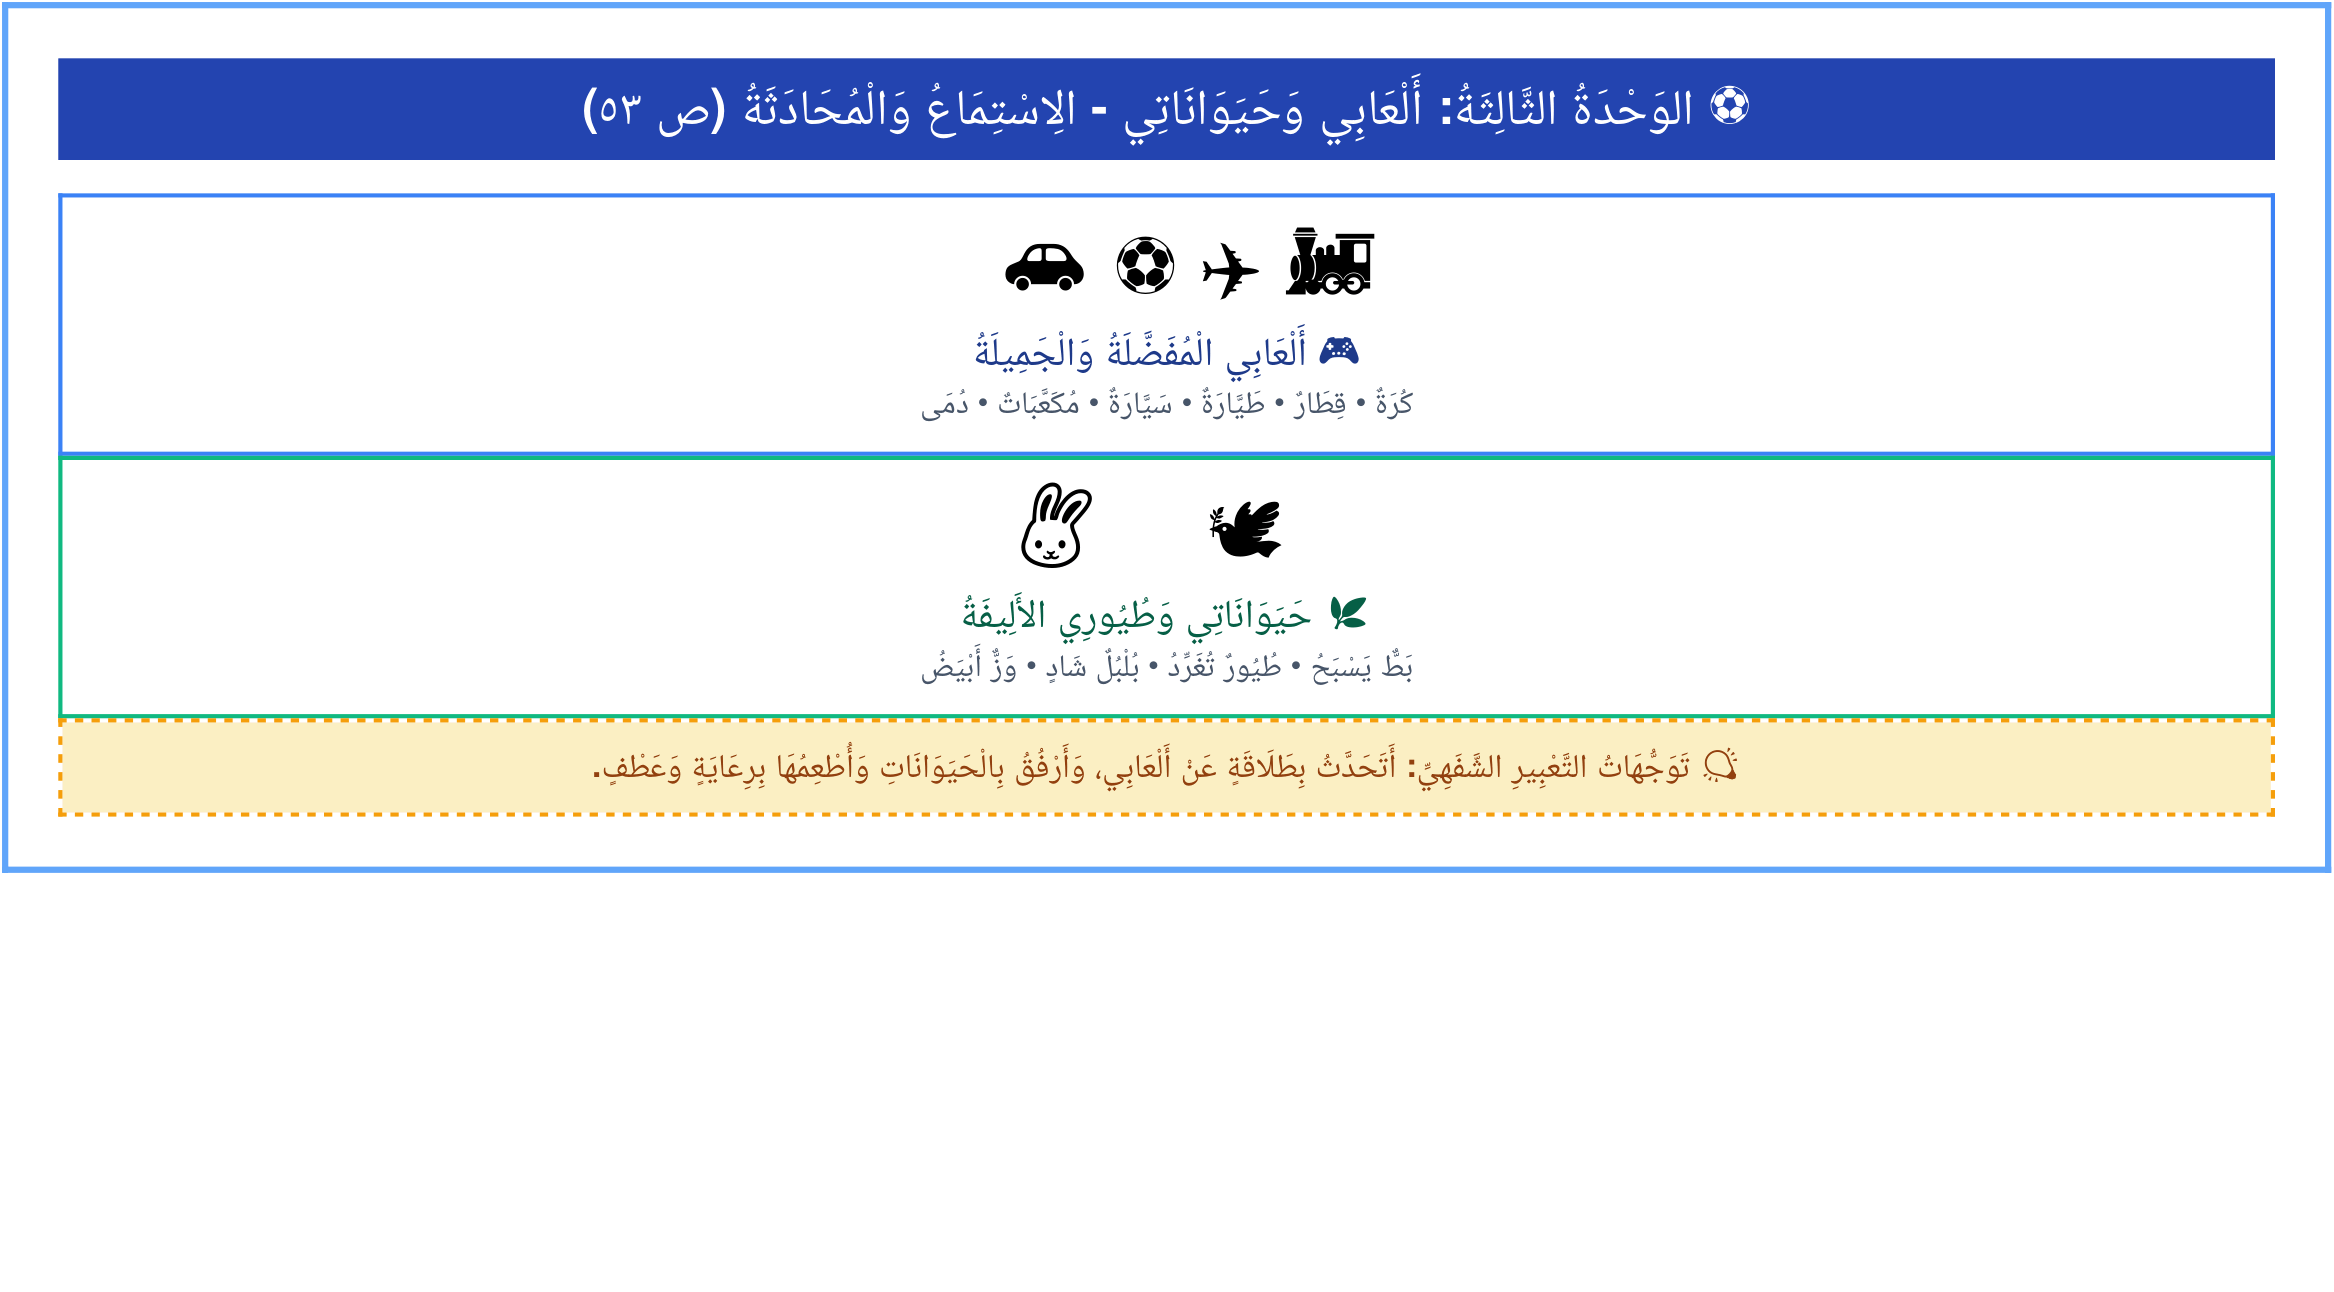 ⚽ الوَحْدَةُ الثَّالِثَةُ: أَلْعَابِي وَحَيَوَانَاتِي - الِاسْتِمَاعُ وَالْمُحَادَثَةُ (ص ٥٣)
🎮 أَلْعَابِي الْمُفَضَّلَةُ وَالْجَمِيلَةُ
كُرَةٌ • قِطَارٌ • طَيَّارَةٌ • سَيَّارَةٌ • مُكَعَّبَاتٌ • دُمَى
🌿 حَيَوَانَاتِي وَطُيُورِي الأَلِيفَةُ
بَطٌّ يَسْبَحُ • طُيُورٌ تُغَرِّدُ • بُلْبُلٌ شَادٍ • وَزٌّ أَبْيَضُ
تَوَجُّهَاتُ التَّعْبِيرِ الشَّفَهِيِّ: أَتَحَدَّثُ بِطَلَاقَةٍ عَنْ أَلْعَابِي، وَأَرْفُقُ بِالْحَيَوَانَاتِ وَأُطْعِمُهَا بِرِعَايَةٍ وَعَطْفٍ.